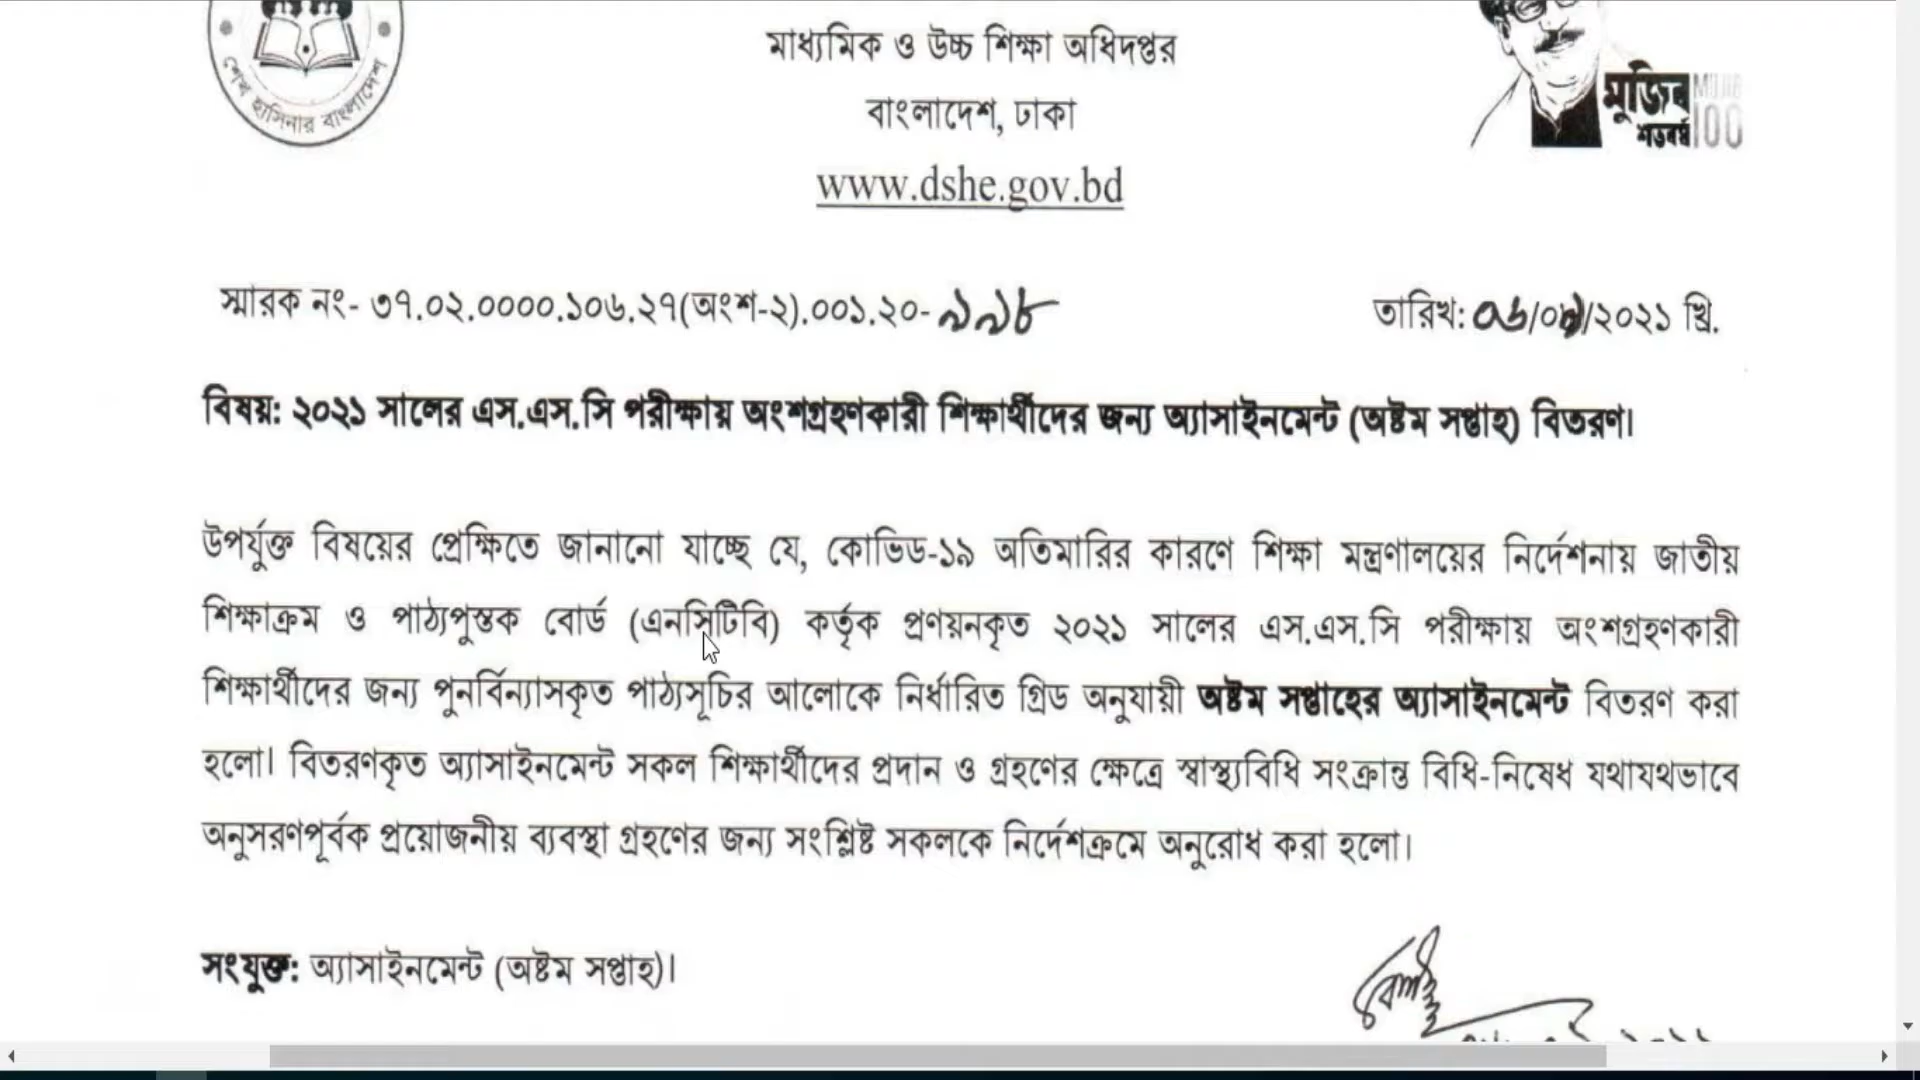 মাধ্যমিক ও উচ্চ শিক্ষা অধিদপ্তর
বাংলাদেশ, ঢাকা
www.dshe.gov.bd
শেখ হাসিনার বাংলাদেশ
মুজিব MUJIB
শতবর্ষ 100
স্মারক নং- ৩৭.০২.০০০০.১০৬.২৭(অংশ-২).০০১.২০-৯৯৮
তারিখ: /২০২১ খ্রি.
বিষয়: ২০২১ সালের এস.এস.সি পরীক্ষায় অংশগ্রহণকারী শিক্ষার্থীদের জন্য অ্যাসাইনমেন্ট (অষ্টম সপ্তাহ) বিতরণ।
উপর্যুক্ত বিষয়ের প্রেক্ষিতে জানানো যাচ্ছে যে, কোভিড-১৯ অতিমারির কারণে শিক্ষা মন্ত্রণালয়ের নির্দেশনায় জাতীয়
শিক্ষাক্রম ও পাঠ্যপুস্তক বোর্ড (এনসিটিবি) কর্তৃক প্রণয়নকৃত ২০২১ সালের এস.এস.সি পরীক্ষায় অংশগ্রহণকারী
শিক্ষার্থীদের জন্য পুনর্বিন্যাসকৃত পাঠ্যসূচির আলোকে নির্ধারিত গ্রিড অনুযায়ী অষ্টম সপ্তাহের অ্যাসাইনমেন্ট বিতরণ করা
হলো। বিতরণকৃত অ্যাসাইনমেন্ট সকল শিক্ষার্থীদের প্রদান ও গ্রহণের ক্ষেত্রে স্বাস্থ্যবিধি সংক্রান্ত বিধি-নিষেধ যথাযথভাবে
অনুসরণপূর্বক প্রয়োজনীয় ব্যবস্থা গ্রহণের জন্য সংশ্লিষ্ট সকলকে নির্দেশক্রমে অনুরোধ করা হলো।
সংযুক্ত: অ্যাসাইনমেন্ট (অষ্টম সপ্তাহ)।